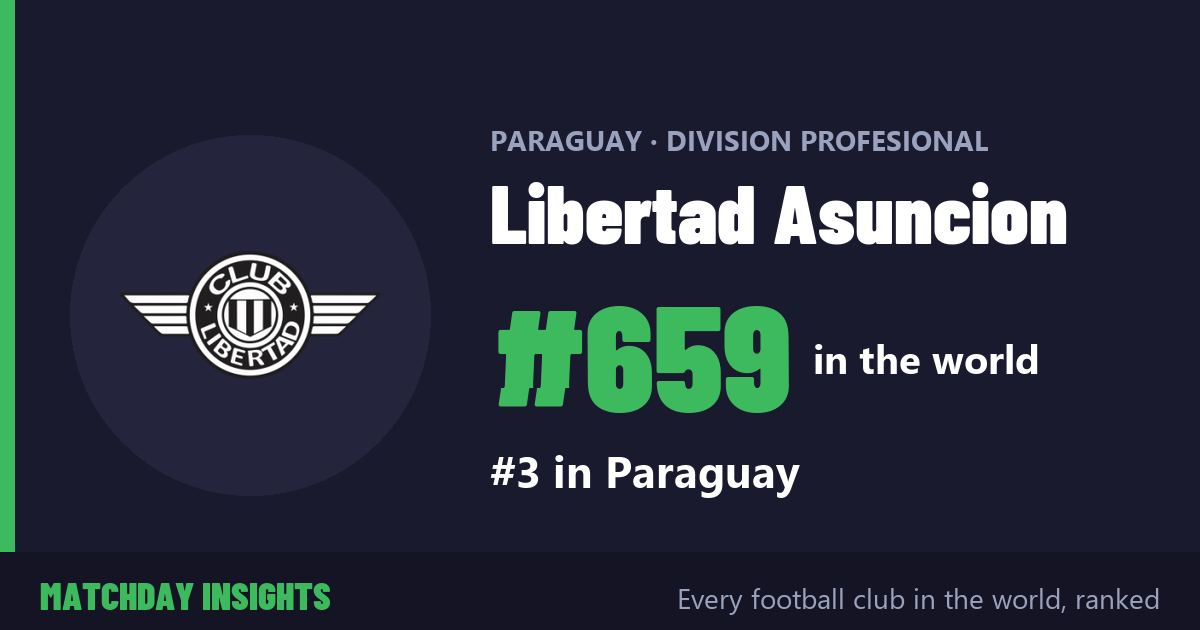 PARAGUAY · DIVISION PROFESIONAL
Libertad Asuncion
CLUB
LIBERTAD
#659 in the world
#3 in Paraguay
MATCHDAY INSIGHTS
Every football club in the world, ranked